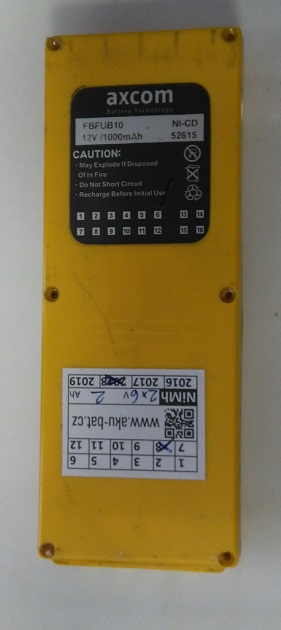 axcom
Battery Technology
FBFUB10 NI-CD
12V /1000mAh 52615
CAUTION:
- May Explode If Disposed
Of In Fire
- Do Not Short Circuit
- Recharge Before Initial Use
1 2 3 4 5 6 13 14
7 8 9 10 11 12 15 16
1 2 3 4 5 6
7 8 9 10 11 12
www.aku-bat.cz
NiMh 2x6v 2 Ah
2016 2017 2018 2019